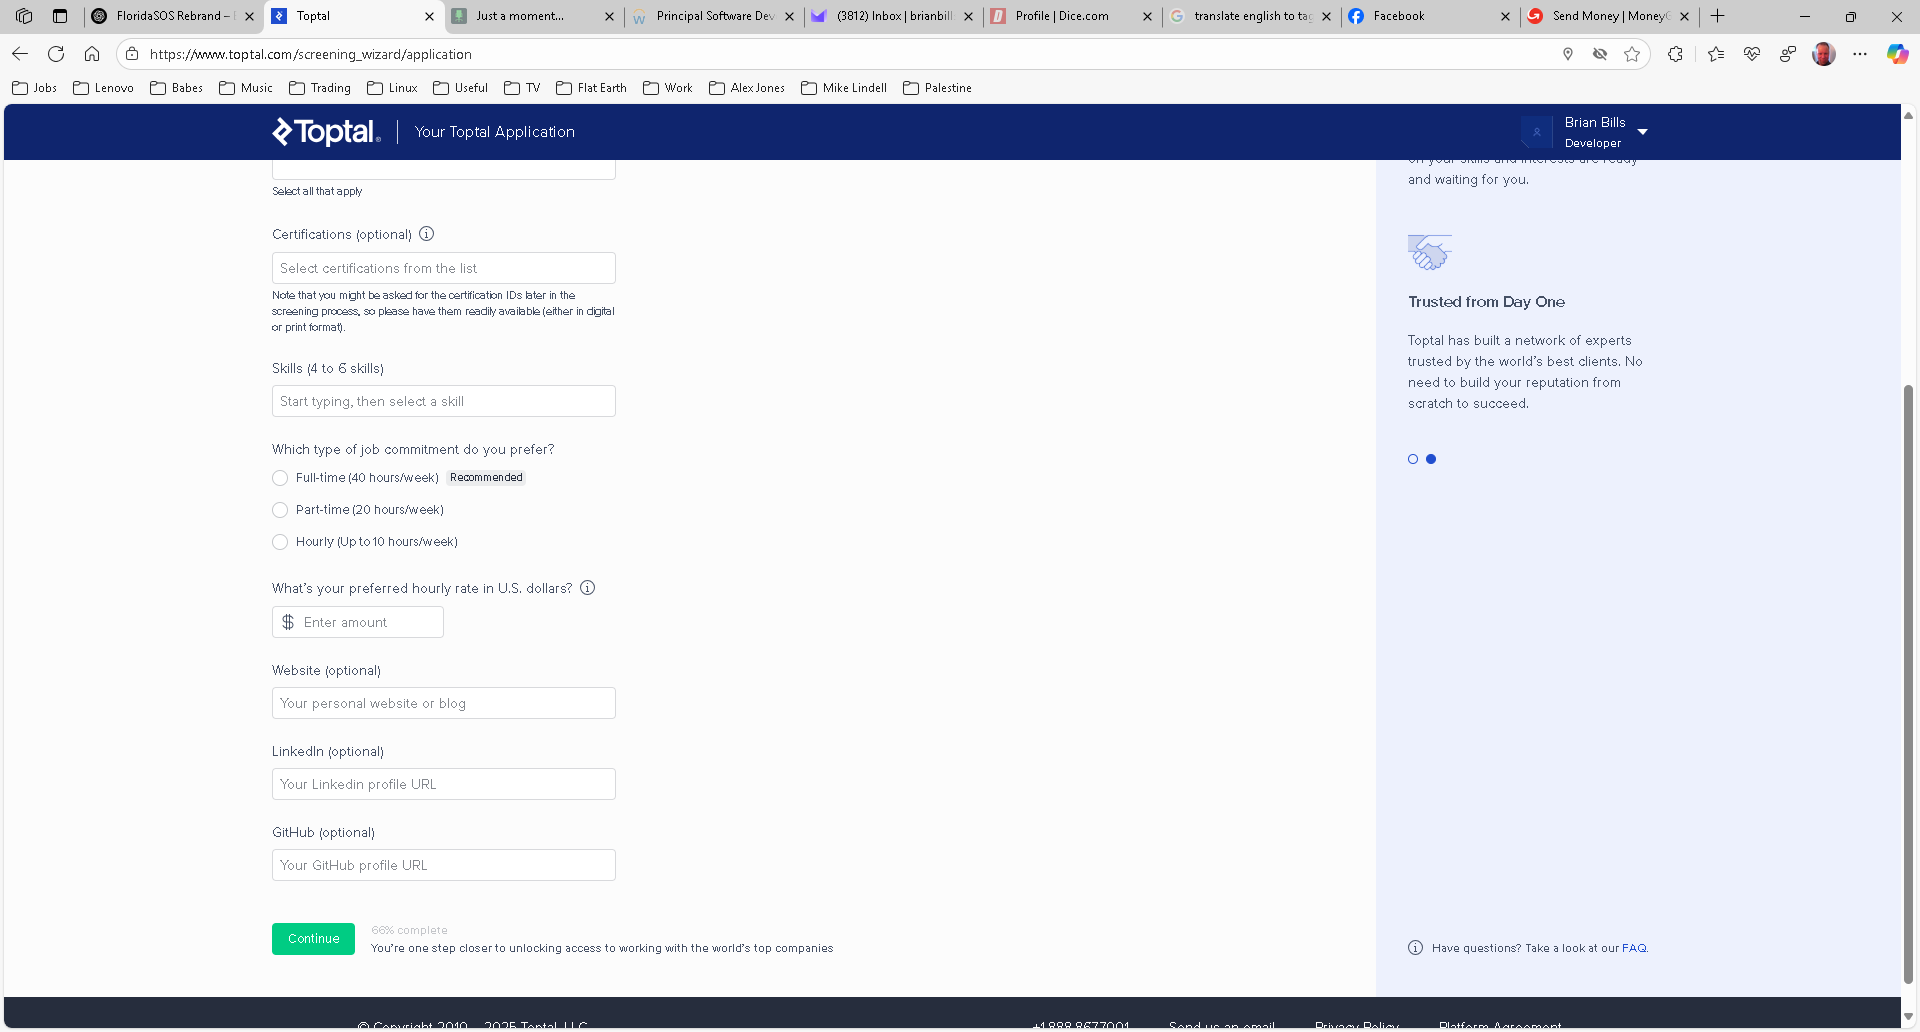 FloridaSOS Rebrand –
Toptal
Just a moment...
Principal Software Dev
(3812) Inbox | brianbill
Profile | Dice.com
translate english to tag
Facebook
Send Money | MoneyG
https://www.toptal.com/screening_wizard/application
Jobs
Lenovo
Babes
Music
Trading
Linux
Useful
TV
Flat Earth
Work
Alex Jones
Mike Lindell
Palestine
Toptal
Your Toptal Application
Brian Bills
Developer
Select all that apply
Certifications (optional)
Select certifications from the list
Note that you might be asked for the certification IDs later in the
screening process, so please have them readily available (either in digital
or print format).
Skills (4 to 6 skills)
Start typing, then select a skill
Which type of job commitment do you prefer?
Full-time (40 hours/week) Recommended
Part-time (20 hours/week)
Hourly (Up to 10 hours/week)
What's your preferred hourly rate in U.S. dollars?
$ Enter amount
Website (optional)
Your personal website or blog
LinkedIn (optional)
Your Linkedin profile URL
GitHub (optional)
Your GitHub profile URL
Continue
66% complete
You're one step closer to unlocking access to working with the world's top companies
on your skills and interests are ready
and waiting for you.
Trusted from Day One
Toptal has built a network of experts
trusted by the world's best clients. No
need to build your reputation from
scratch to succeed.
Have questions? Take a look at our FAQ.
© Copyright 2010 – 2025 Toptal, LLC
+1.888.8677001
Send us an email
Privacy Policy
Platform Agreement